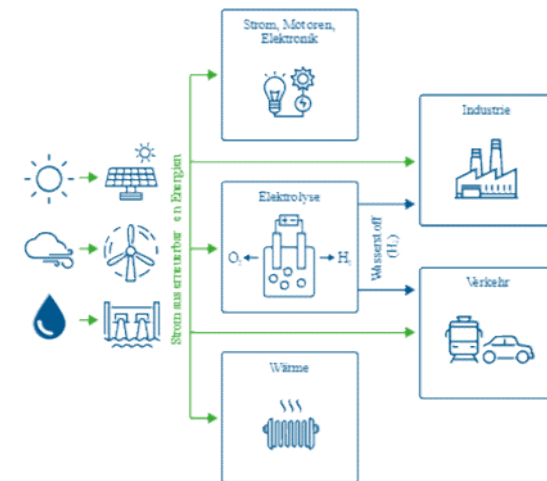 Strom, Motoren,
Elektronik
Industrie
Strom aus erneuerbaren Energien
Elektrolyse
O₂
H₂
Wasserstoff
(H₂)
Verkehr
Wärme